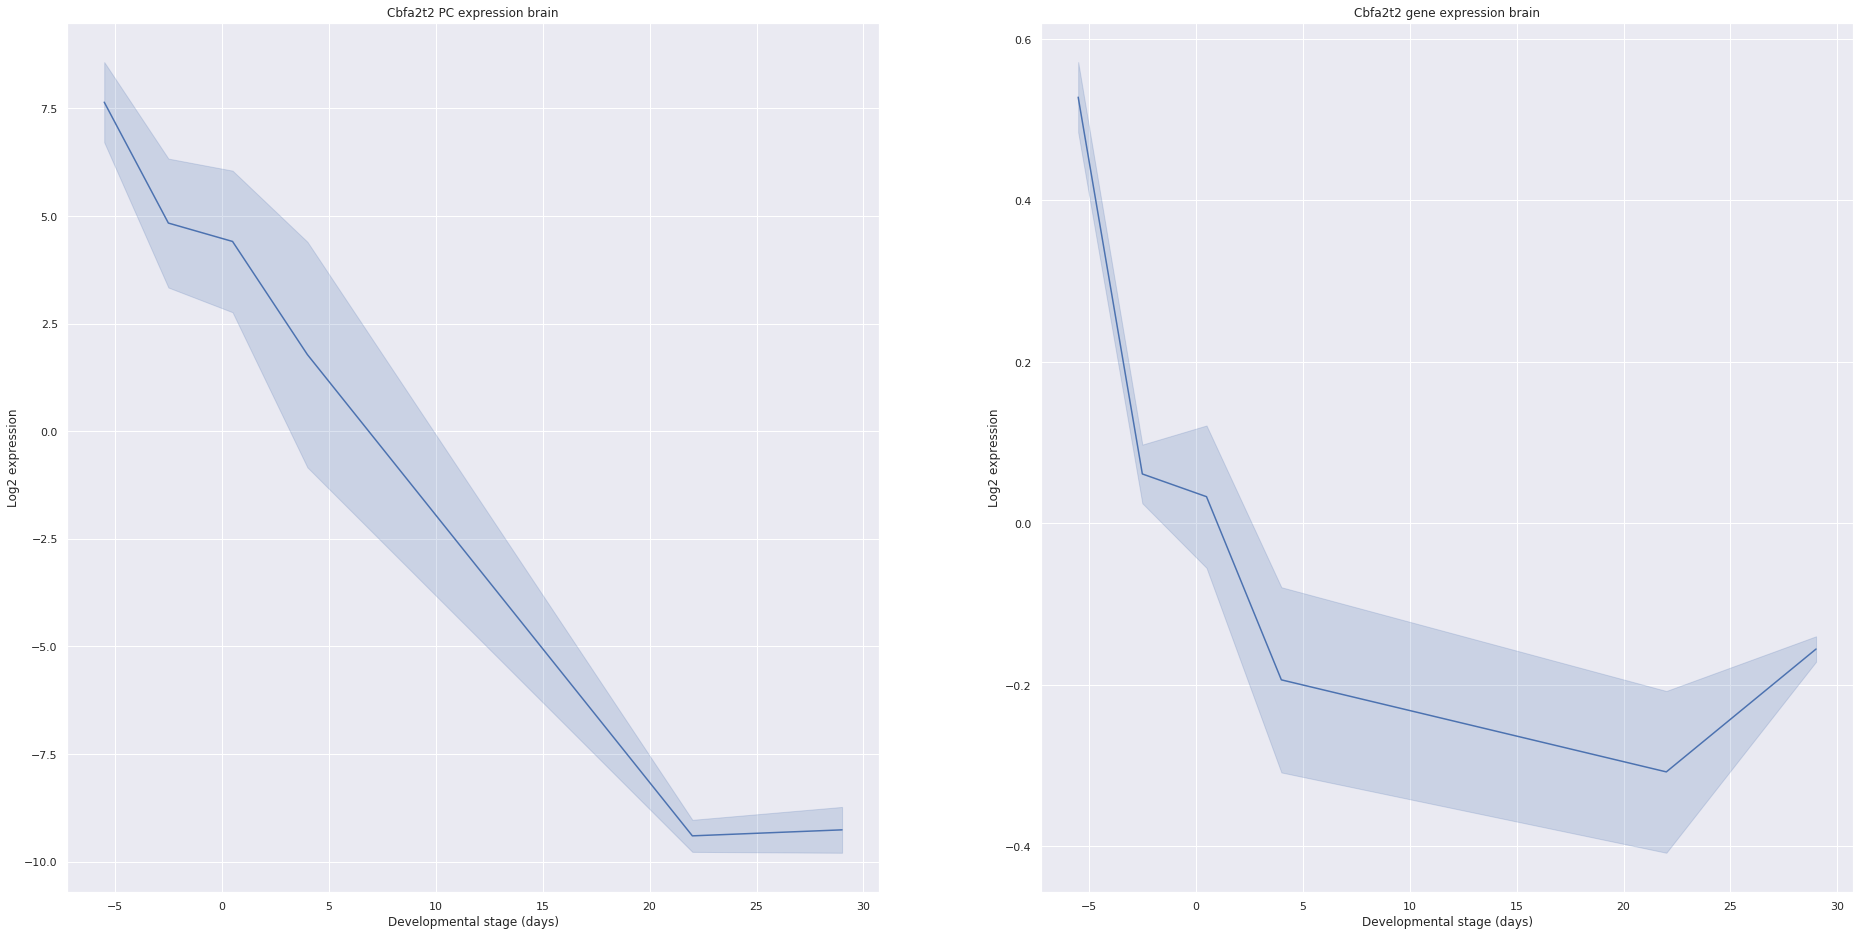 Cbfa2t2 PC expression brain
Log2 expression
7.5
5.0
2.5
0.0
−2.5
−5.0
−7.5
−10.0
−5 0 5 10 15 20 25 30
Developmental stage (days)
Cbfa2t2 gene expression brain
Log2 expression
0.6
0.4
0.2
0.0
−0.2
−0.4
−5 0 5 10 15 20 25 30
Developmental stage (days)